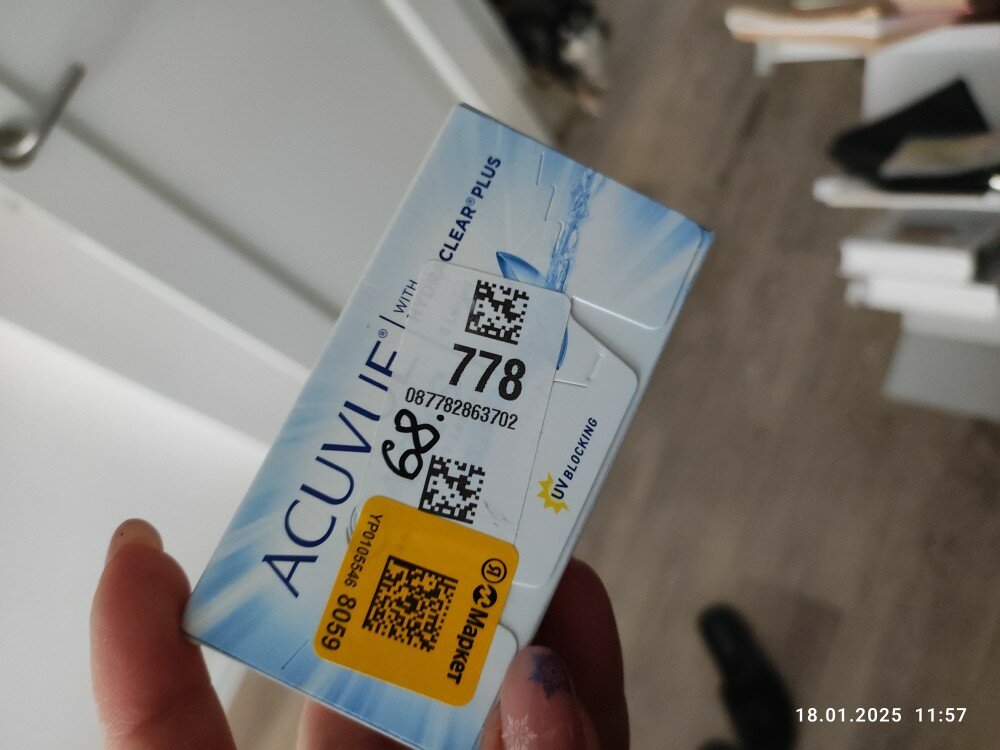 ACUVUE® | WITH
CLEAR® PLUS
778
087782863702
68.
UV BLOCKING
YP0105546 8059
Я Маркет
18.01.2025 11:57